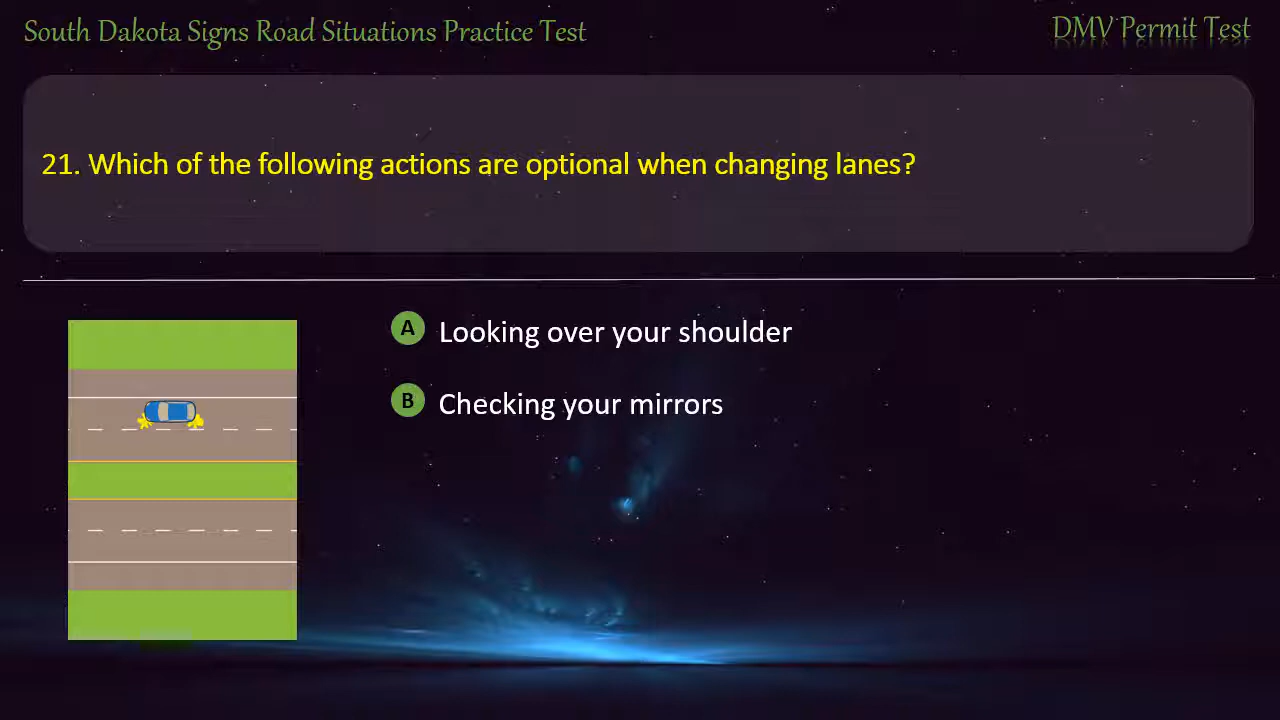 South Dakota Signs Road Situations Practice Test
DMV Permit Test
21. Which of the following actions are optional when changing lanes?
A Looking over your shoulder
B Checking your mirrors